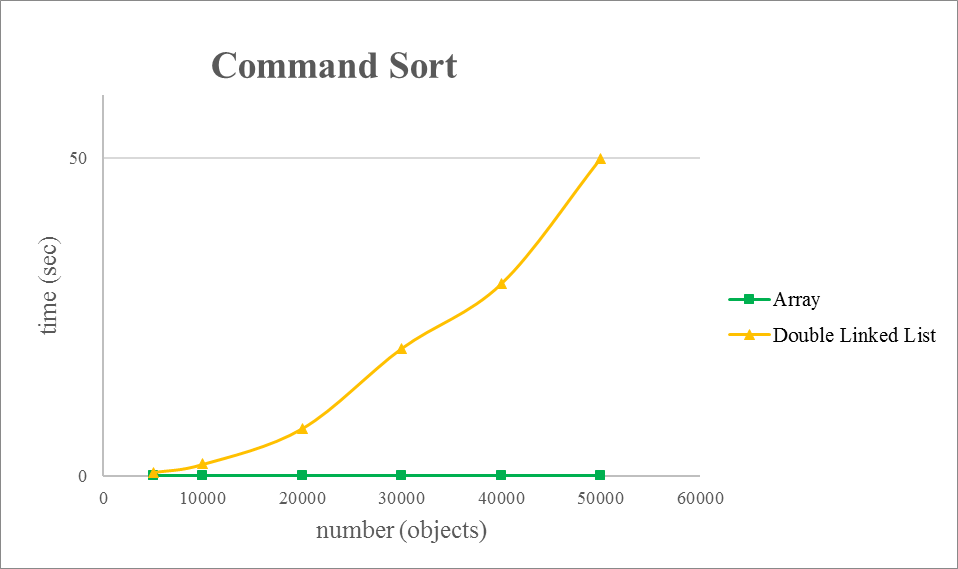 Command Sort
50
time (sec)
0
0 10000 20000 30000 40000 50000 60000
number (objects)
Array
Double Linked List